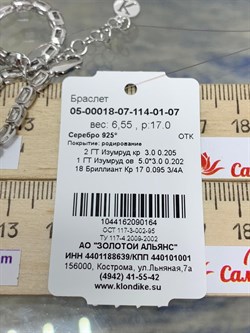 K
Браслет
05-00018-07-114-01-07
вес: 6,55 , р:17.0
Серебро 925° ОТК
Покрытие: родирование
2 ГТ Изумруд кр 3.0 0.205
1 ГТ Изумруд ов 5.0*3.0 0.205
18 Бриллиант Кр 17 0.095 3/4А
1044162090164
ОСТ 117-3-002-95
ТУ 117-4.2099-2002
АО "ЗОЛОТОЙ АЛЬЯНС"
ИНН 4401188639/КПП 440101001
156000, Кострома, ул.Льняная,7а
(4942) 41-55-42
www.klondike.su